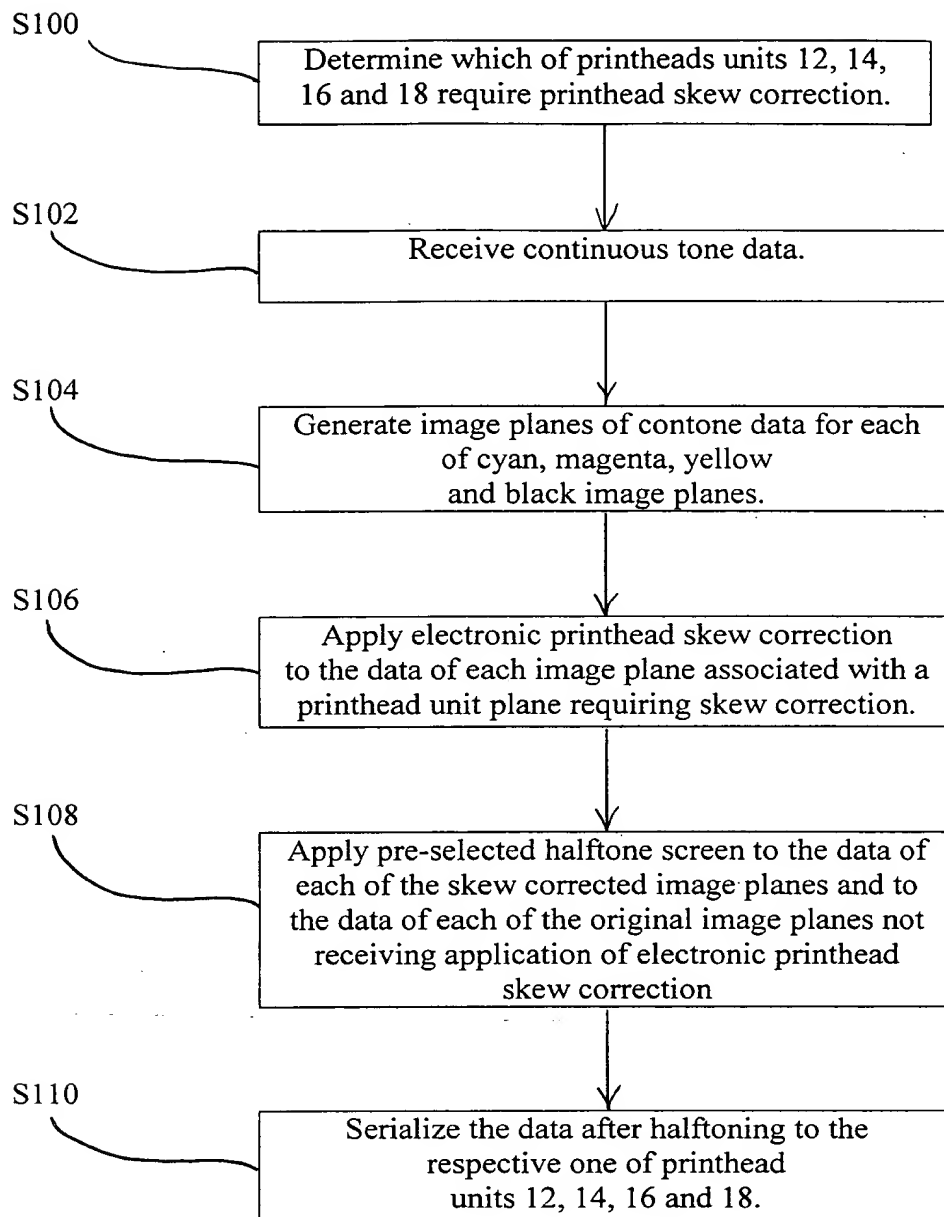 S100
Determine which of printheads units 12, 14,
16 and 18 require printhead skew correction.
S102
Receive continuous tone data.
S104
Generate image planes of contone data for each
of cyan, magenta, yellow
and black image planes.
S106
Apply electronic printhead skew correction
to the data of each image plane associated with a
printhead unit plane requiring skew correction.
S108
Apply pre-selected halftone screen to the data of
each of the skew corrected image planes and to
the data of each of the original image planes not
receiving application of electronic printhead
skew correction
S110
Serialize the data after halftoning to the
respective one of printhead
units 12, 14, 16 and 18.